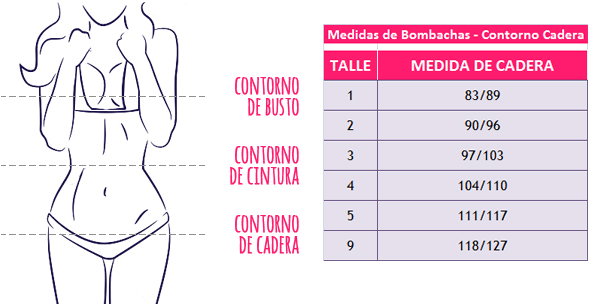 CONTORNO
DE BUSTO
CONTORNO
DE CINTURA
CONTORNO
DE CADERA
Medidas de Bombachas - Contorno Cadera
TALLE MEDIDA DE CADERA
1 83/89
2 90/96
3 97/103
4 104/110
5 111/117
9 118/127